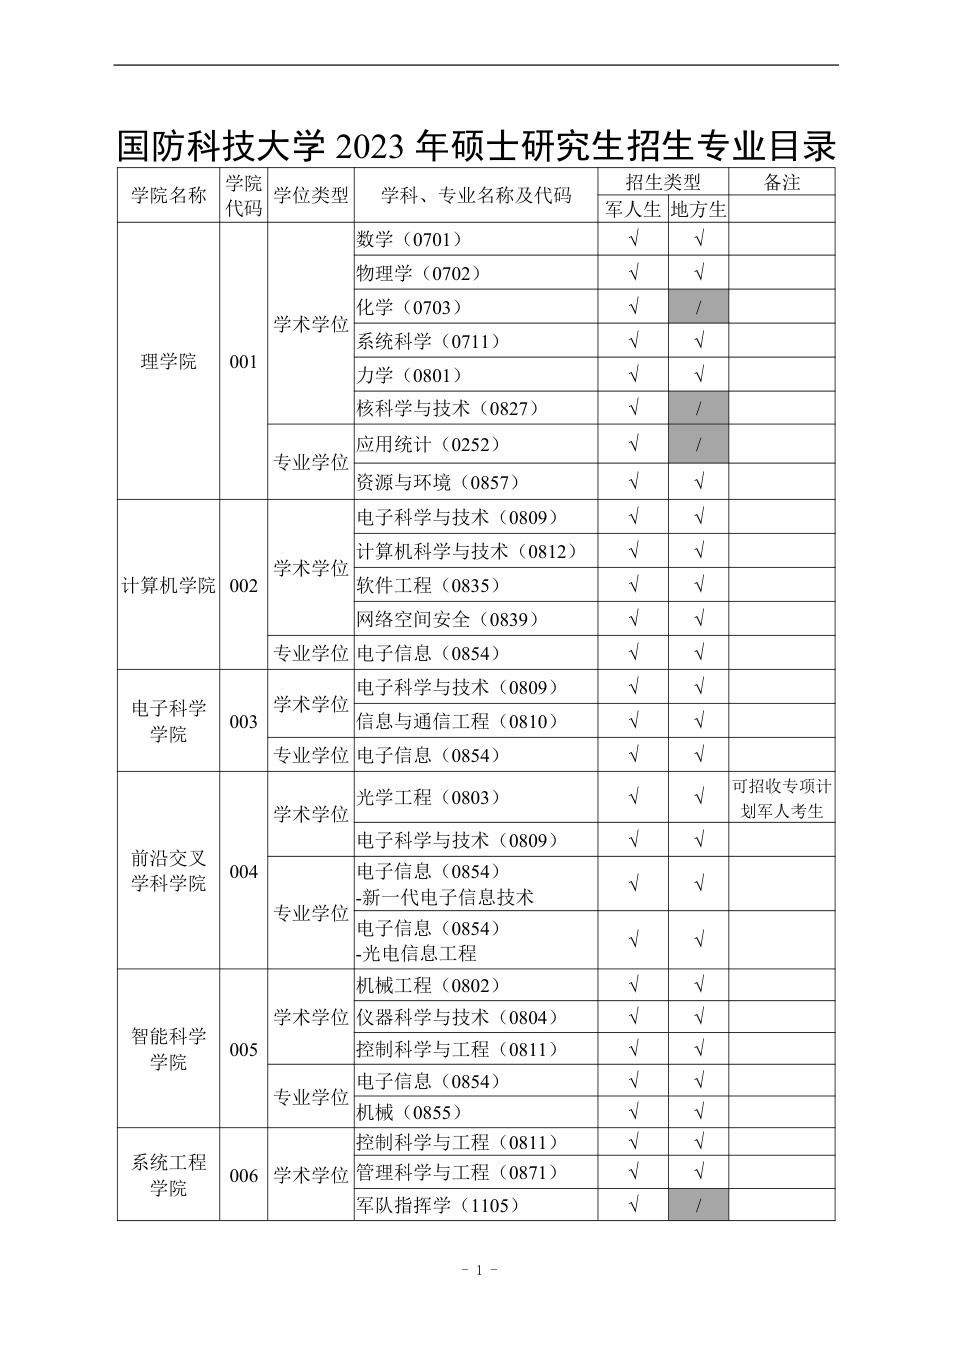 国防科技大学 2023 年硕士研究生招生专业目录
学院名称 学院代码 学位类型 学科、专业名称及代码 招生类型 备注
军人生 地方生
理学院 001 学术学位 数学（0701） √ √
物理学（0702） √ √
化学（0703） √ /
系统科学（0711） √ √
力学（0801） √ √
核科学与技术（0827） √ /
专业学位 应用统计（0252） √ /
资源与环境（0857） √ √
计算机学院 002 学术学位 电子科学与技术（0809） √ √
计算机科学与技术（0812） √ √
软件工程（0835） √ √
网络空间安全（0839） √ √
专业学位 电子信息（0854） √ √
电子科学学院 003 学术学位 电子科学与技术（0809） √ √
信息与通信工程（0810） √ √
专业学位 电子信息（0854） √ √
前沿交叉学科学院 004 学术学位 光学工程（0803） √ √ 可招收专项计划军人考生
电子科学与技术（0809） √ √
专业学位 电子信息（0854）
-新一代电子信息技术 √ √
电子信息（0854）
-光电信息工程 √ √
智能科学学院 005 学术学位 机械工程（0802） √ √
仪器科学与技术（0804） √ √
控制科学与工程（0811） √ √
专业学位 电子信息（0854） √ √
机械（0855） √ √
系统工程学院 006 学术学位 控制科学与工程（0811） √ √
管理科学与工程（0871） √ √
军队指挥学（1105） √ /
- 1 -